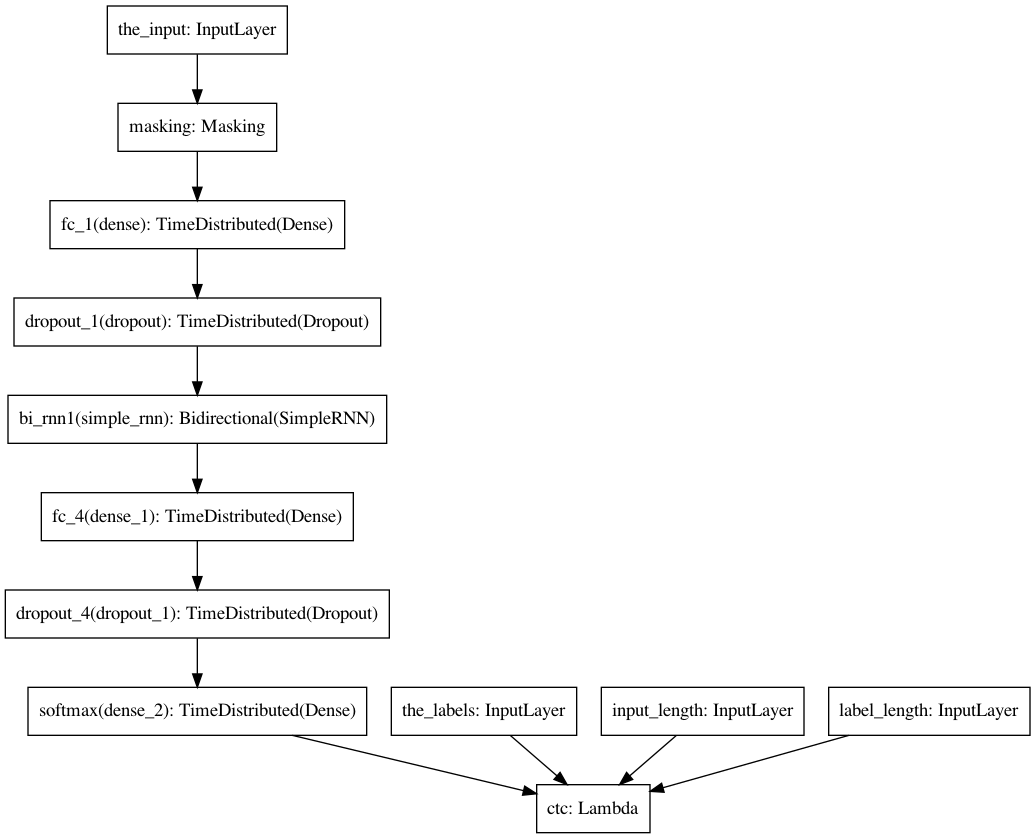 the_input: InputLayer
masking: Masking
fc_1(dense): TimeDistributed(Dense)
dropout_1(dropout): TimeDistributed(Dropout)
bi_rnn1(simple_rnn): Bidirectional(SimpleRNN)
fc_4(dense_1): TimeDistributed(Dense)
dropout_4(dropout_1): TimeDistributed(Dropout)
softmax(dense_2): TimeDistributed(Dense)
the_labels: InputLayer
input_length: InputLayer
label_length: InputLayer
ctc: Lambda